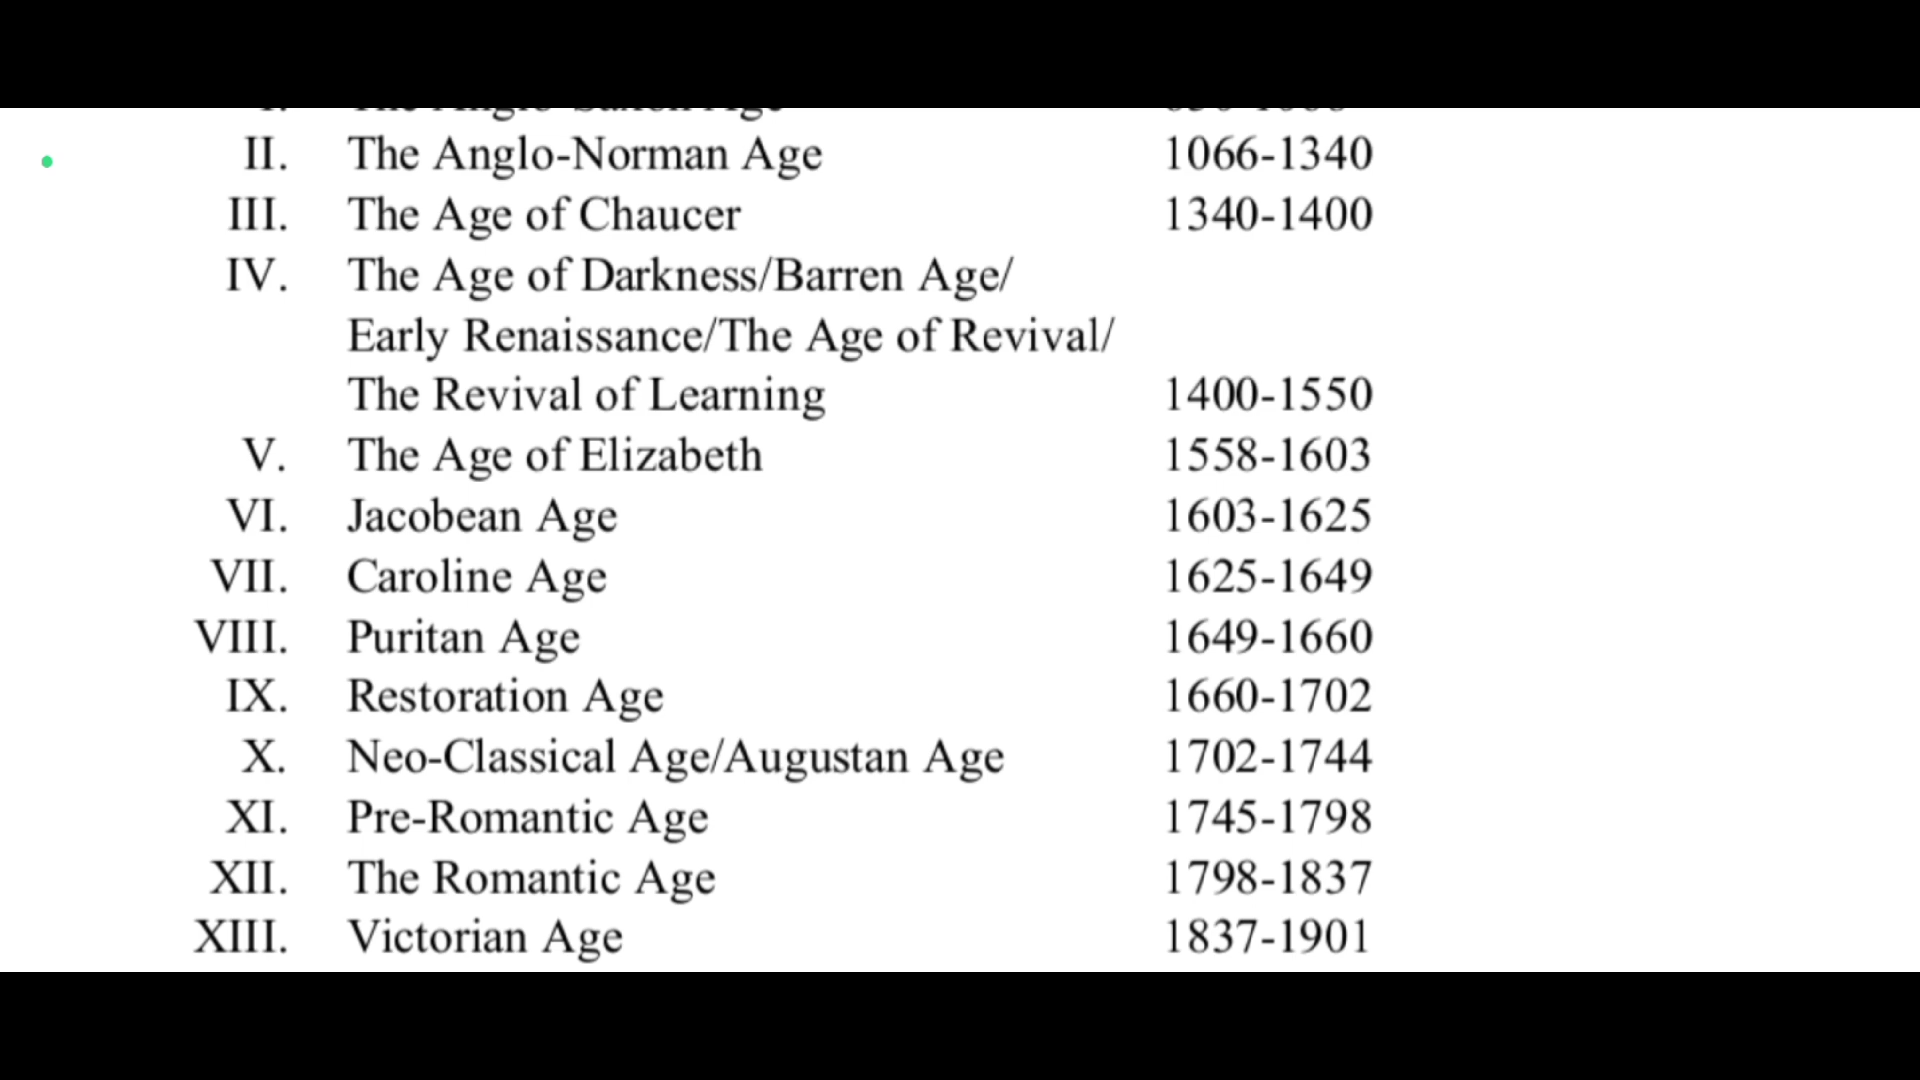 II. The Anglo-Norman Age 1066-1340
III. The Age of Chaucer 1340-1400
IV. The Age of Darkness/Barren Age/
Early Renaissance/The Age of Revival/
The Revival of Learning 1400-1550
V. The Age of Elizabeth 1558-1603
VI. Jacobean Age 1603-1625
VII. Caroline Age 1625-1649
VIII. Puritan Age 1649-1660
IX. Restoration Age 1660-1702
X. Neo-Classical Age/Augustan Age 1702-1744
XI. Pre-Romantic Age 1745-1798
XII. The Romantic Age 1798-1837
XIII. Victorian Age 1837-1901